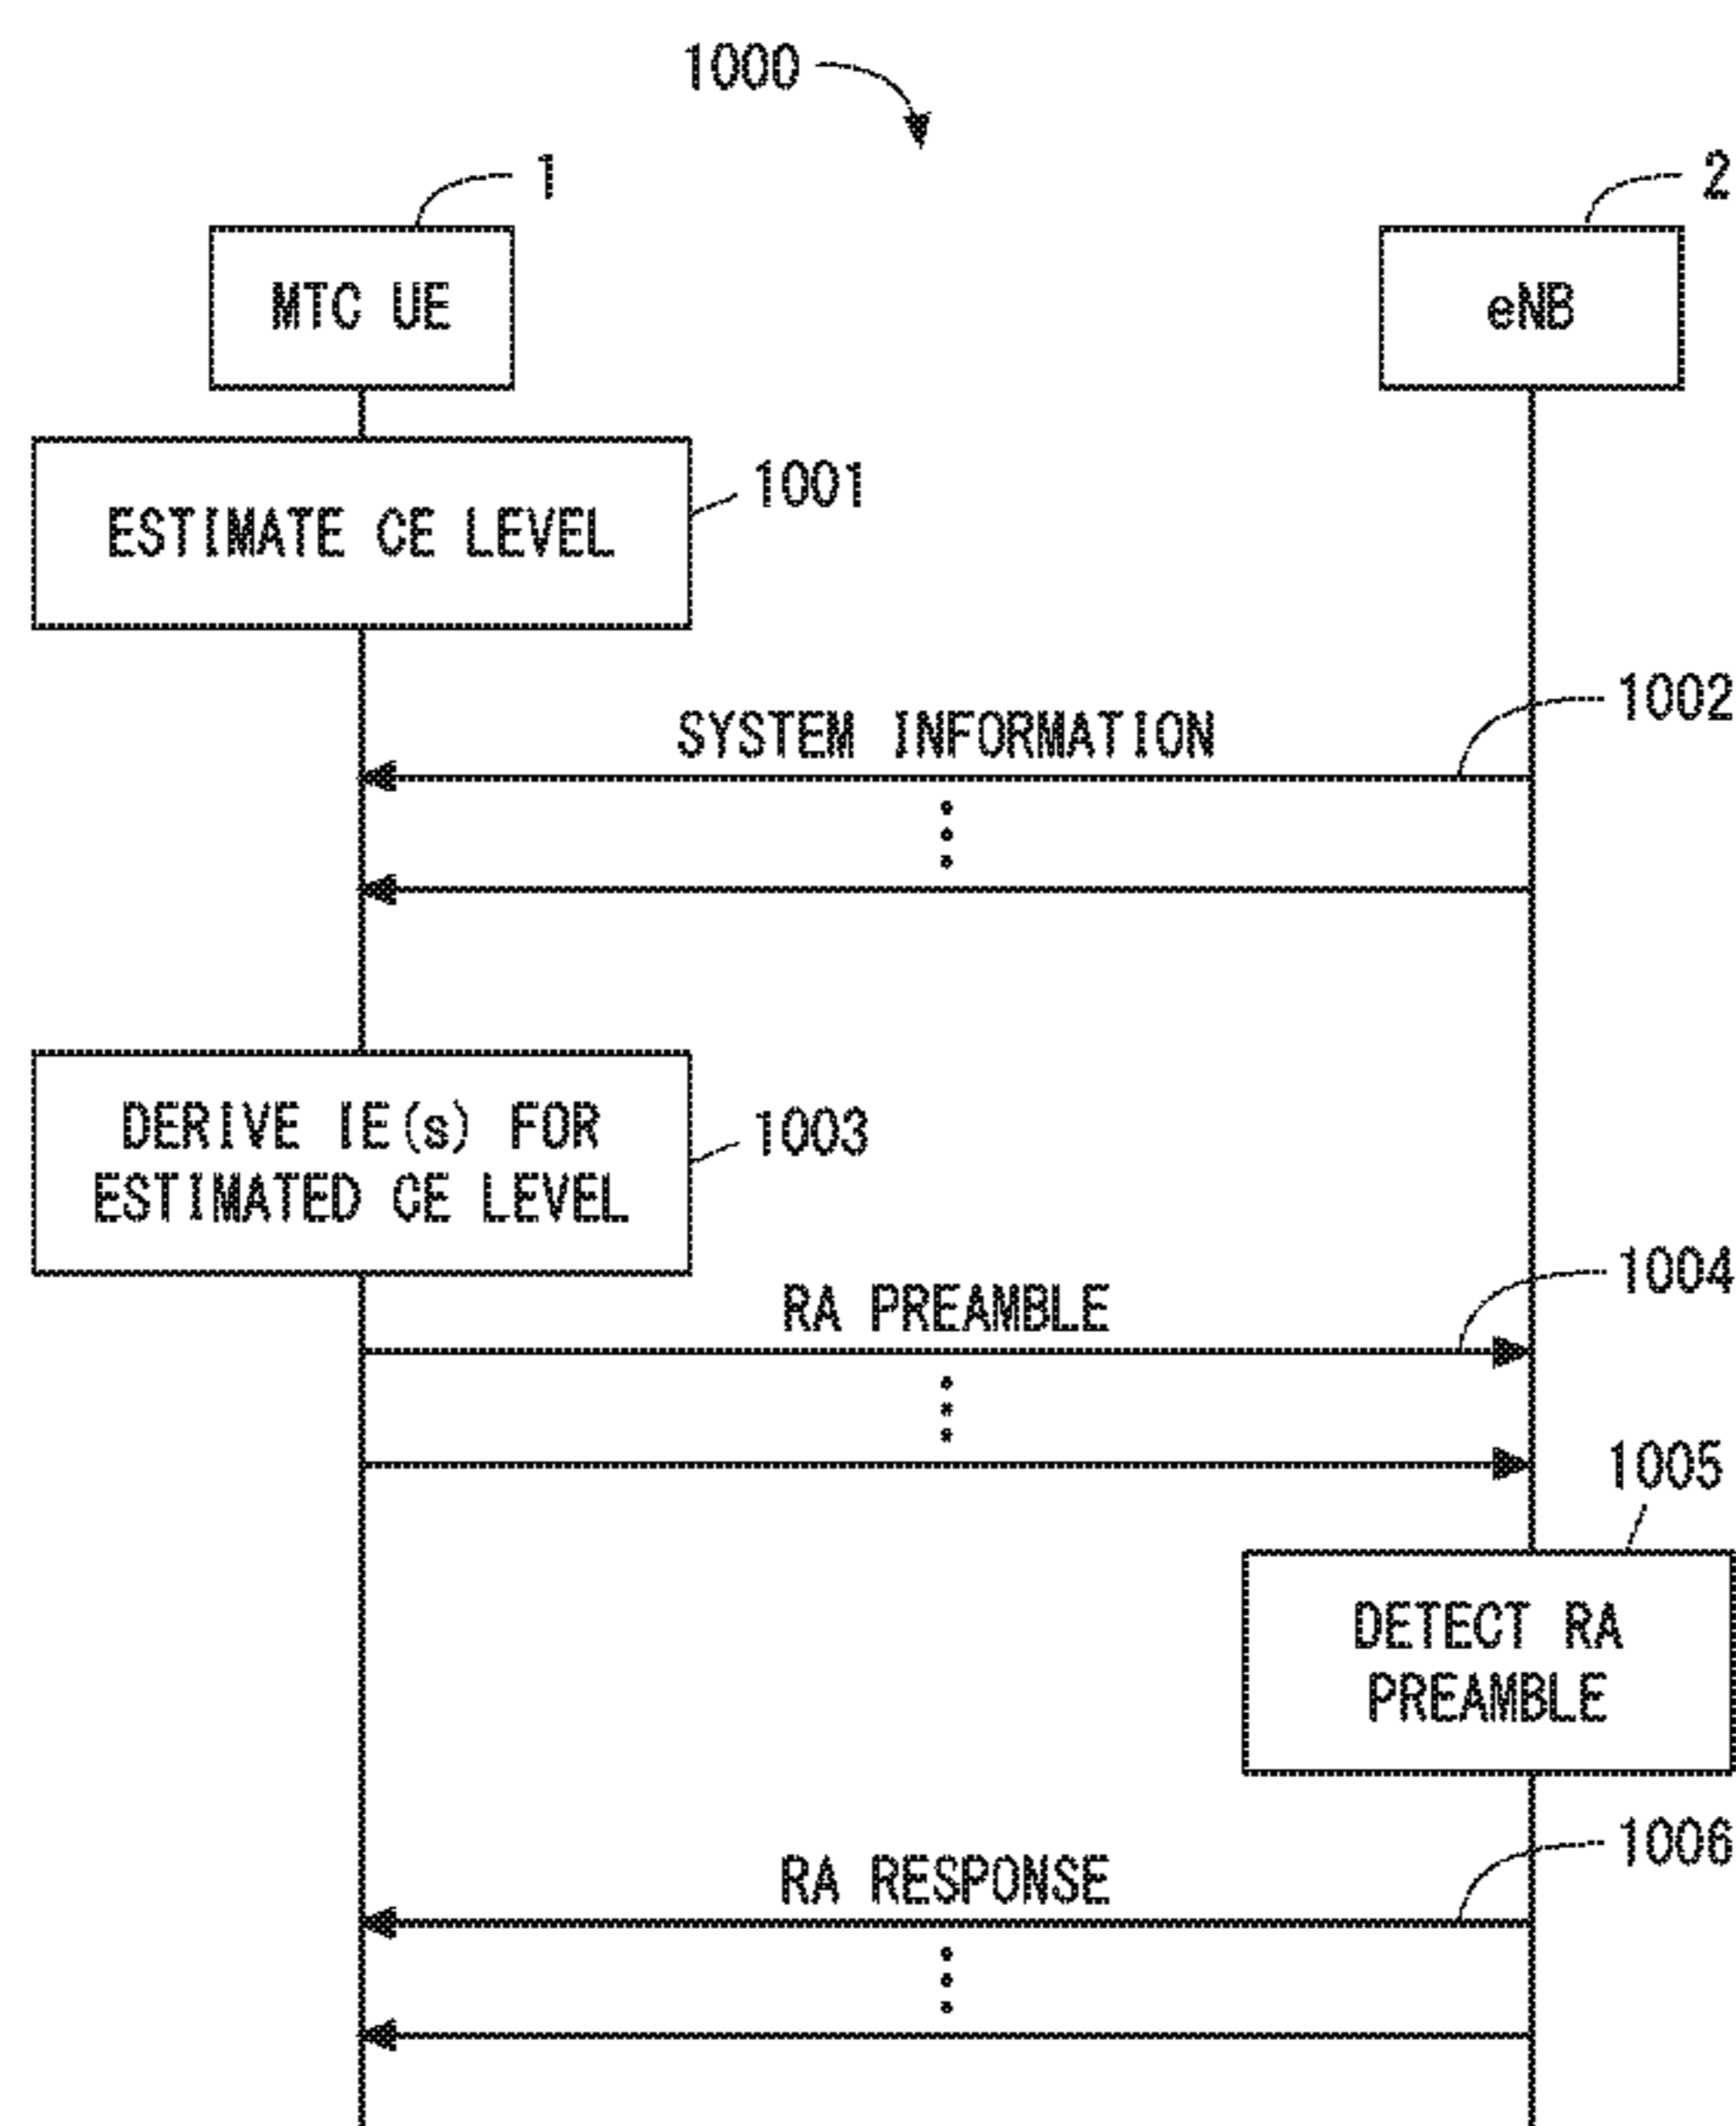 1000
1
2
MTC UE
eNB
1001
ESTIMATE CE LEVEL
1002
SYSTEM INFORMATION
DERIVE IE(s) FOR
1003
ESTIMATED CE LEVEL
1004
RA PREAMBLE
1005
DETECT RA
PREAMBLE
1006
RA RESPONSE